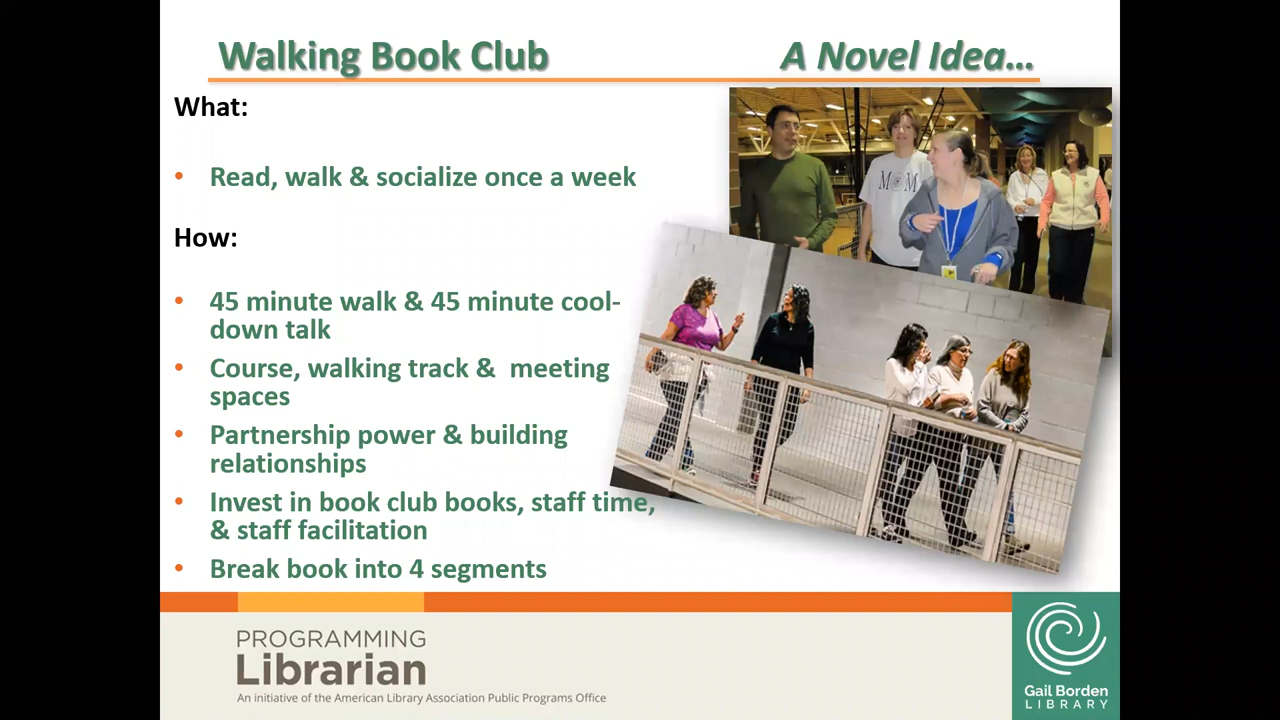 Walking Book Club
A Novel Idea…
What:
• Read, walk & socialize once a week
How:
• 45 minute walk & 45 minute cool-
down talk
• Course, walking track &  meeting
spaces
• Partnership power & building
relationships
• Invest in book club books, staff time,
& staff facilitation
• Break book into 4 segments
MOM
PROGRAMMING
Librarian
An initiative of the American Library Association Public Programs Office
Gail Borden
LIBRARY